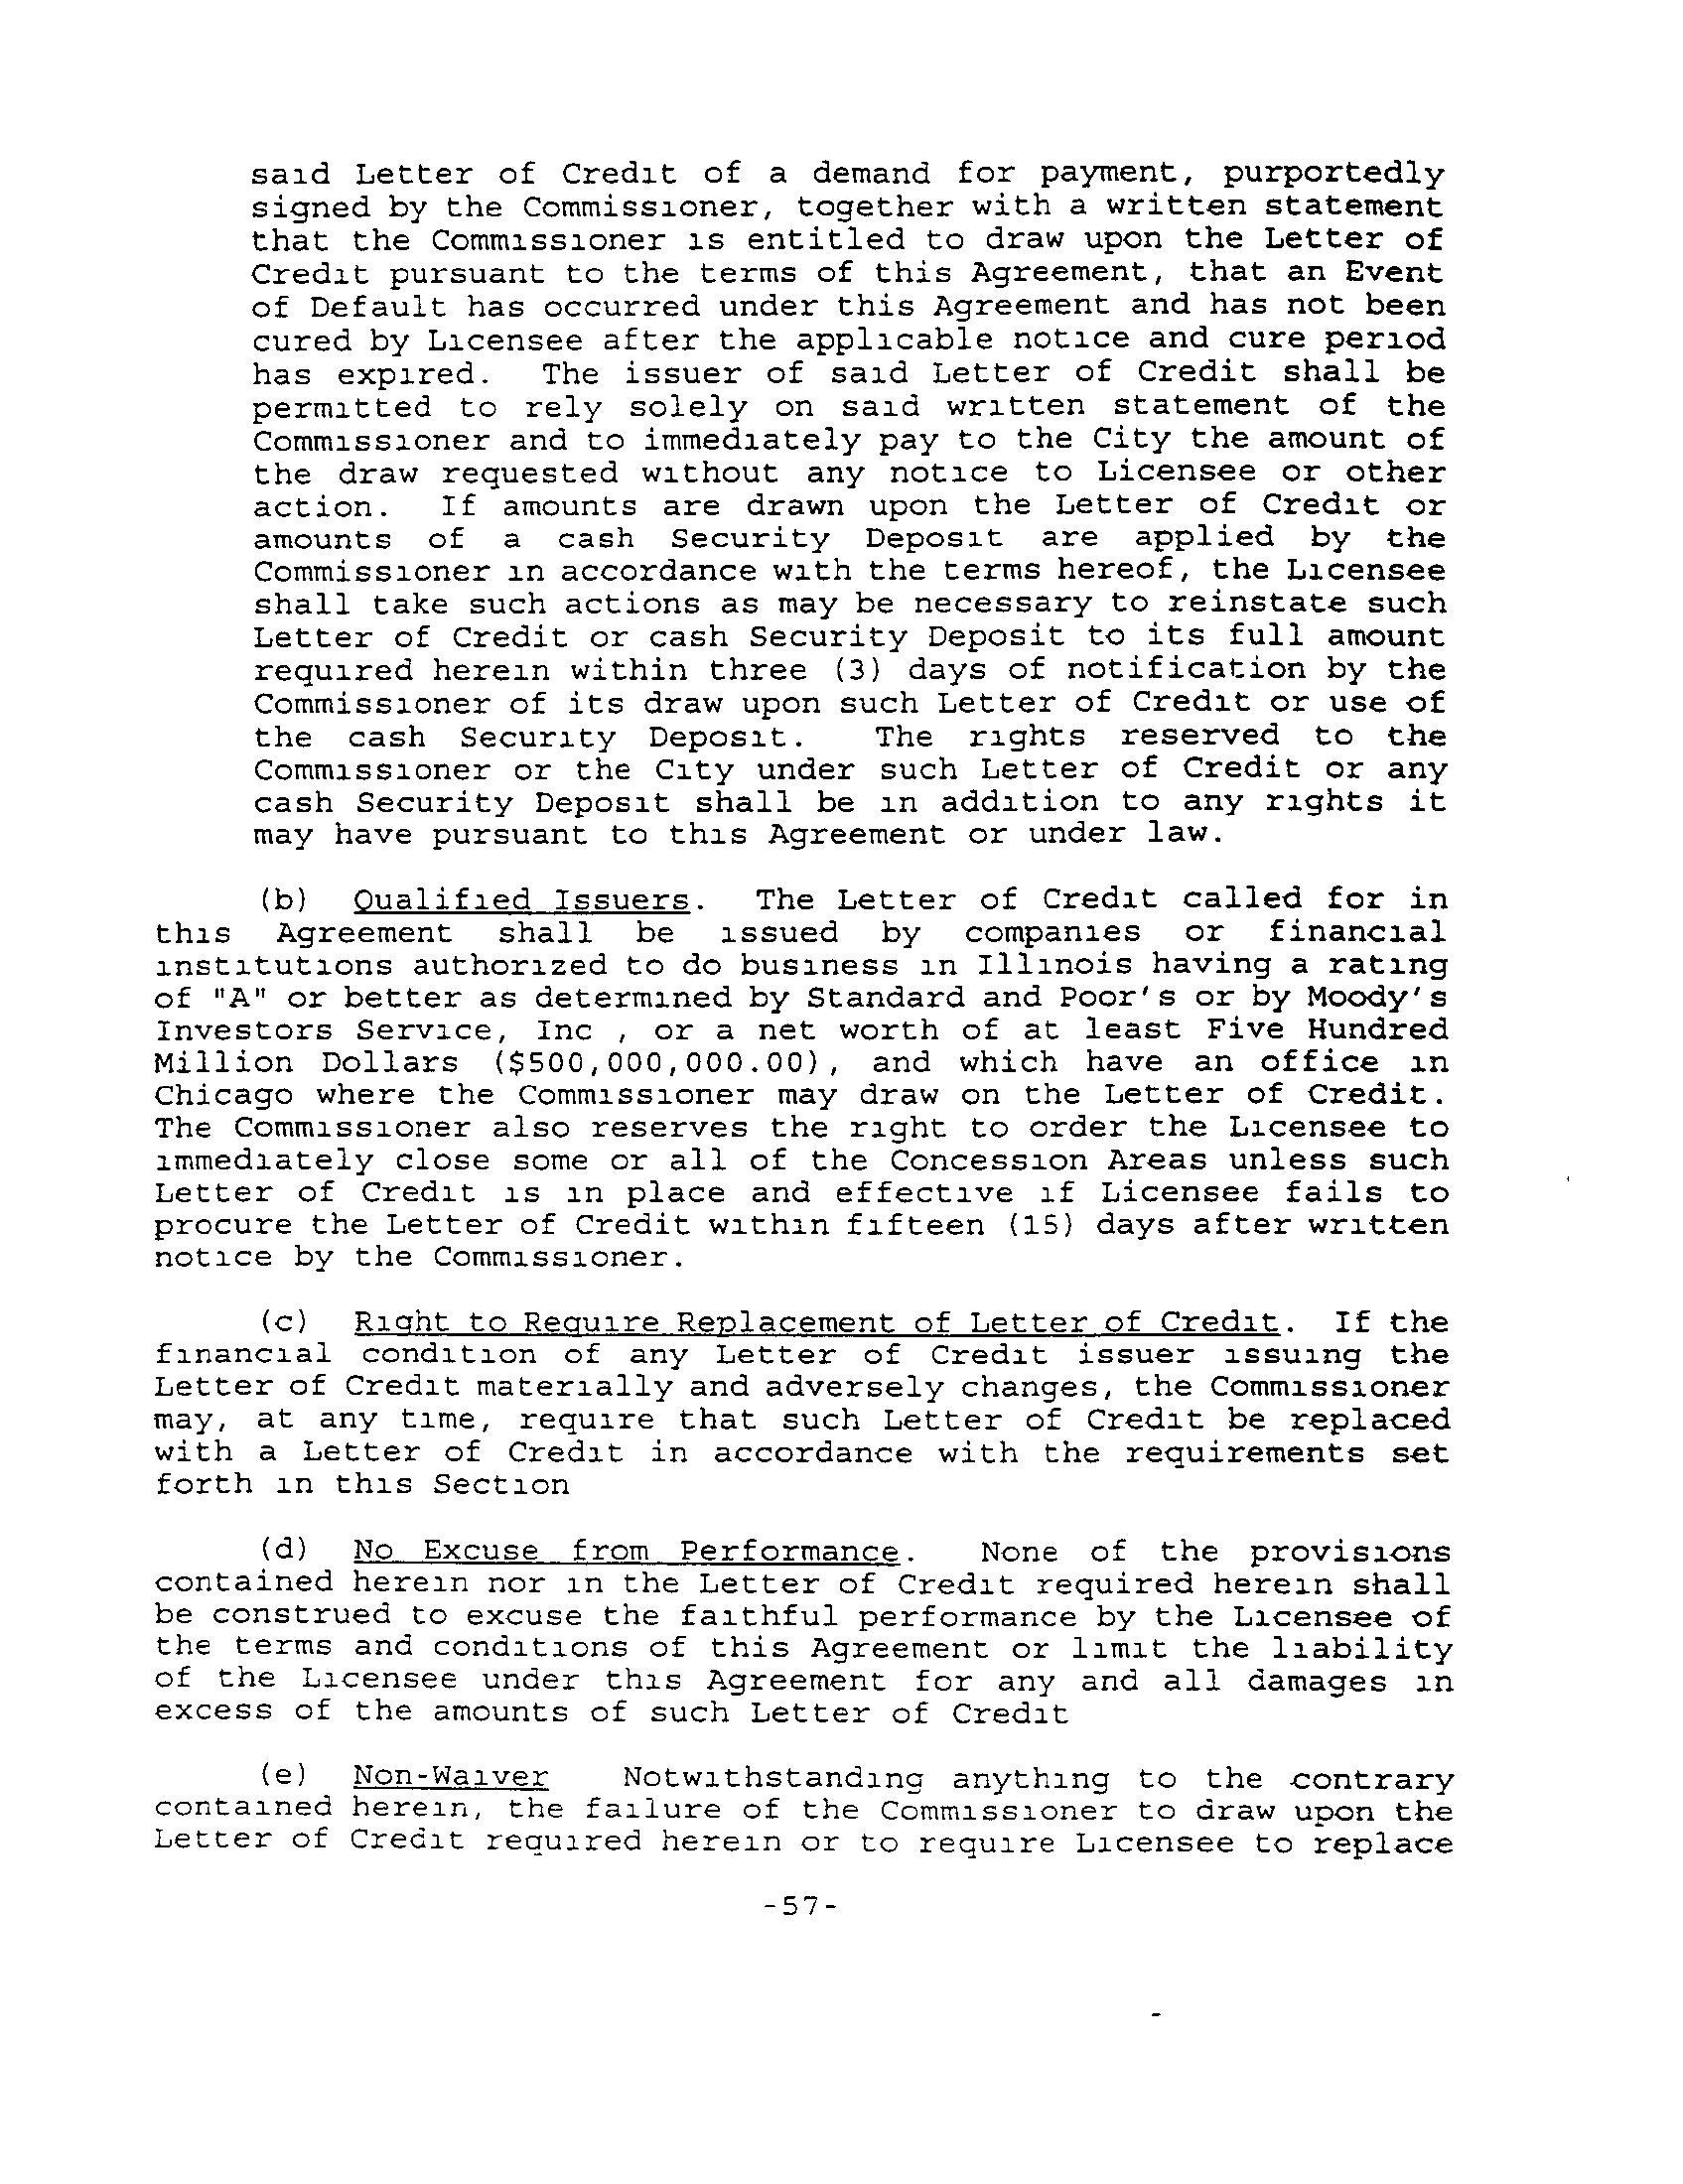 said Letter of Credit of a demand for payment, purportedly
signed by the Commissioner, together with a written statement
that the Commissioner is entitled to draw upon the Letter of
Credit pursuant to the terms of this Agreement, that an Event
of Default has occurred under this Agreement and has not been
cured by Licensee after the applicable notice and cure period
has expired. The issuer of said Letter of Credit shall be
permitted to rely solely on said written statement of the
Commissioner and to immediately pay to the City the amount of
the draw requested without any notice to Licensee or other
action. If amounts are drawn upon the Letter of Credit or
amounts of a cash Security Deposit are applied by the
Commissioner in accordance with the terms hereof, the Licensee
shall take such actions as may be necessary to reinstate such
Letter of Credit or cash Security Deposit to its full amount
required herein within three (3) days of notification by the
Commissioner of its draw upon such Letter of Credit or use of
the cash Security Deposit. The rights reserved to the
Commissioner or the City under such Letter of Credit or any
cash Security Deposit shall be in addition to any rights it
may have pursuant to this Agreement or under law.
(b) Qualified Issuers. The Letter of Credit called for in
this Agreement shall be issued by companies or financial
institutions authorized to do business in Illinois having a rating
of "A" or better as determined by Standard and Poor's or by Moody's
Investors Service, Inc , or a net worth of at least Five Hundred
Million Dollars ($500,000,000.00), and which have an office in
Chicago where the Commissioner may draw on the Letter of Credit.
The Commissioner also reserves the right to order the Licensee to
immediately close some or all of the Concession Areas unless such
Letter of Credit is in place and effective if Licensee fails to
procure the Letter of Credit within fifteen (15) days after written
notice by the Commissioner.
(c) Right to Require Replacement of Letter of Credit. If the
financial condition of any Letter of Credit issuer issuing the
Letter of Credit materially and adversely changes, the Commissioner
may, at any time, require that such Letter of Credit be replaced
with a Letter of Credit in accordance with the requirements set
forth in this Section
(d) No Excuse from Performance. None of the provisions
contained herein nor in the Letter of Credit required herein shall
be construed to excuse the faithful performance by the Licensee of
the terms and conditions of this Agreement or limit the liability
of the Licensee under this Agreement for any and all damages in
excess of the amounts of such Letter of Credit
(e) Non-Waiver Notwithstanding anything to the contrary
contained herein, the failure of the Commissioner to draw upon the
Letter of Credit required herein or to require Licensee to replace
-57-